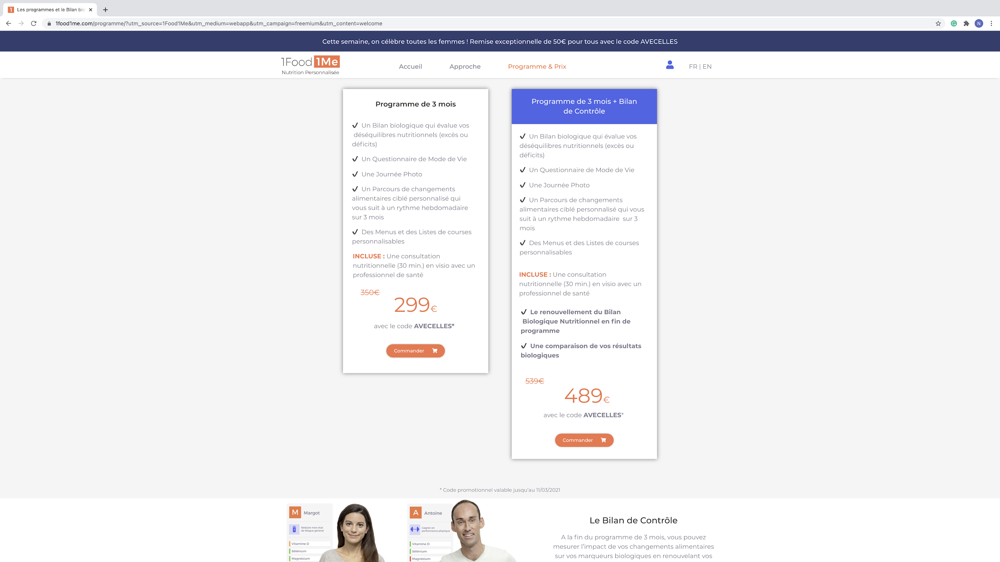 Les programmes et le Bilan bio
1food1me.com/programme/?utm_source=1Food1Me&utm_medium=webapp&utm_campaign=freemium&utm_content=welcome
N
Cette semaine, on célèbre toutes les femmes ! Remise exceptionnelle de 50€ pour tous avec le code AVECELLES
1Food 1Me
Nutrition Personnalisée
Accueil
Approche
Programme & Prix
FR | EN
Programme de 3 mois
Un Bilan biologique qui évalue vos
déséquilibres nutritionnels (excès ou
déficits)
Un Questionnaire de Mode de Vie
Une Journée Photo
Un Parcours de changements
alimentaires ciblé personnalisé qui
vous suit à un rythme hebdomadaire
sur 3 mois
Des Menus et des Listes de courses
personnalisables
INCLUSE : Une consultation
nutritionnelle (30 min.) en visio avec un
professionnel de santé
350€
299€
avec le code AVECELLES*
Commander
Programme de 3 mois + Bilan
de Contrôle
Un Bilan biologique qui évalue vos
déséquilibres nutritionnels (excès ou
déficits)
Un Questionnaire de Mode de Vie
Une Journée Photo
Un Parcours de changements
alimentaires ciblé personnalisé qui vous
suit à un rythme hebdomadaire sur 3
mois
Des Menus et des Listes de courses
personnalisables
INCLUSE : Une consultation
nutritionnelle (30 min.) en visio avec un
professionnel de santé
Le renouvellement du Bilan
Biologique Nutritionnel en fin de
programme
Une comparaison de vos résultats
biologiques
539€
489€
avec le code AVECELLES*
Commander
* Code promotionnel valable jusqu'au 11/03/2021
M Margot
Réduire mon état
de fatigue général
Vitamine D
Sélénium
Magnésium
A Antoine
Gagner en
performance physique
Vitamine D
Sélénium
Magnésium
Le Bilan de Contrôle
A la fin du programme de 3 mois, vous pouvez
mesurer l'impact de vos changements alimentaires
sur vos marqueurs biologiques en renouvelant vos